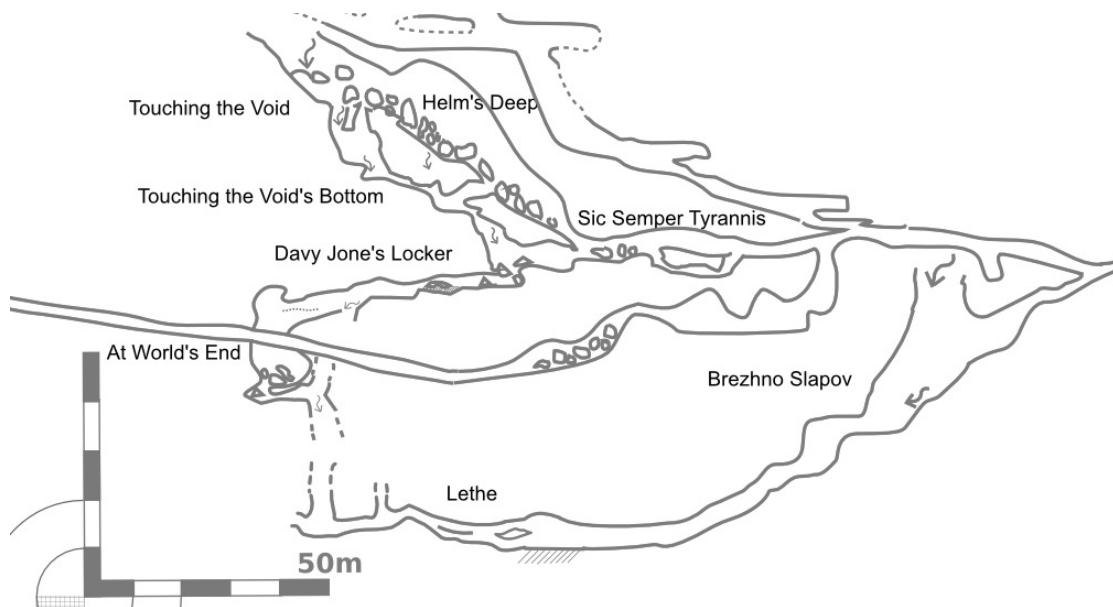 Touching the Void
Helm's Deep
Touching the Void's Bottom
Sic Semper Tyrannis
Davy Jone's Locker
At World's End
Brezhno Slapov
Lethe
50m